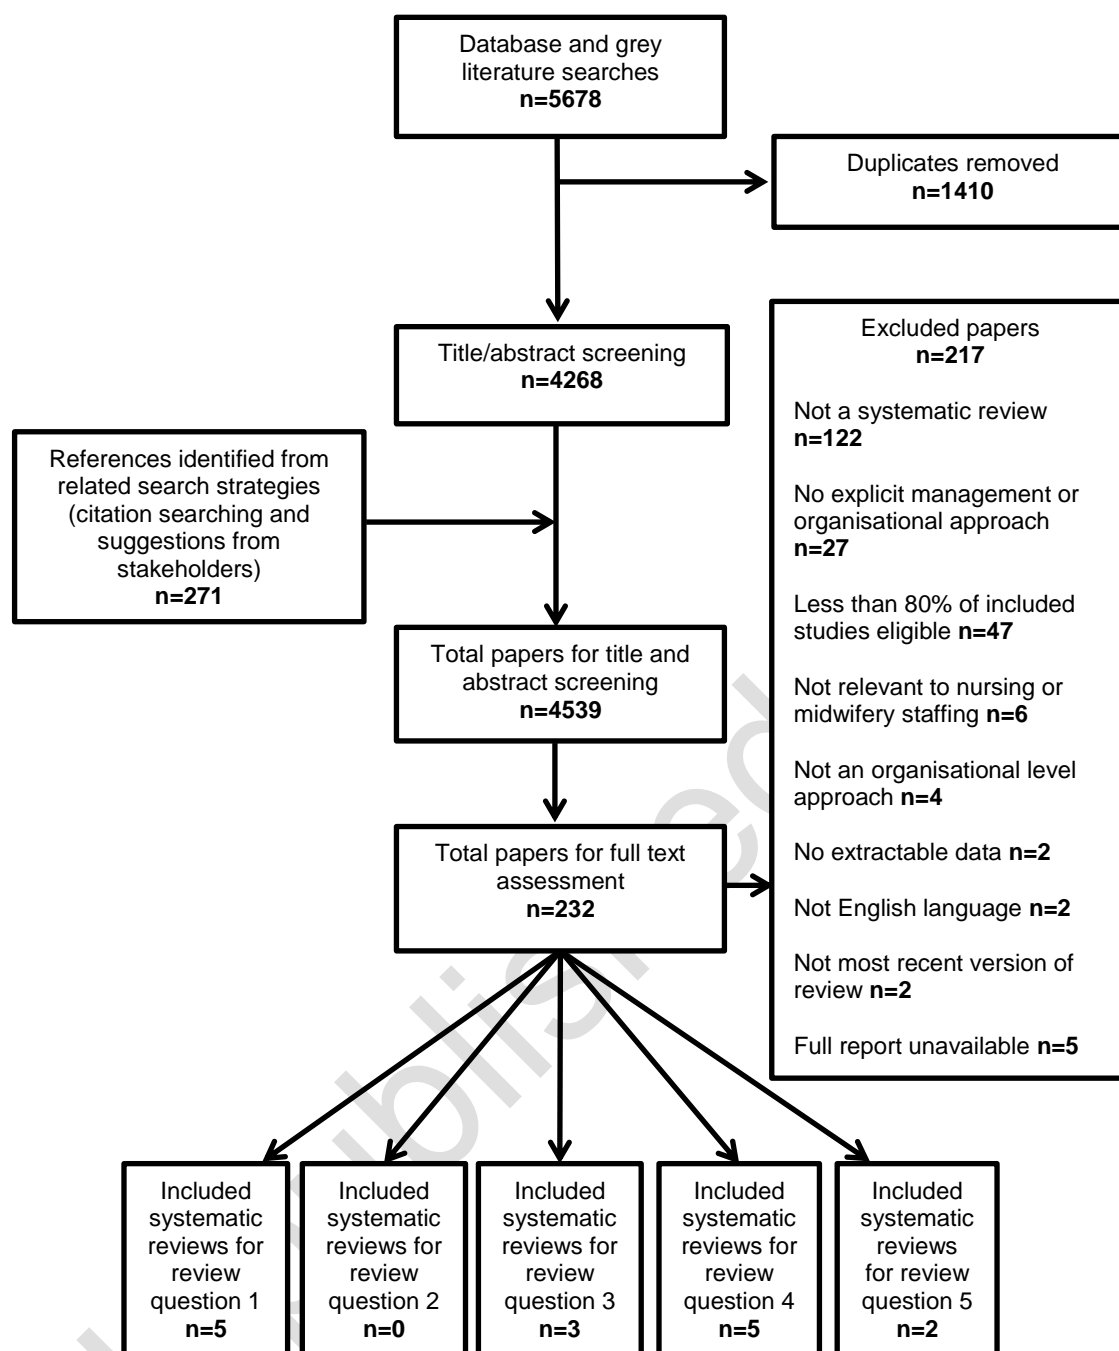 Database and grey
literature searches
n=5678
Duplicates removed
n=1410
Title/abstract screening
n=4268
References identified from
related search strategies
(citation searching and
suggestions from
stakeholders)
n=271
Total papers for title and
abstract screening
n=4539
Total papers for full text
assessment
n=232
Excluded papers
n=217
Not a systematic review
n=122
No explicit management or
organisational approach
n=27
Less than 80% of included
studies eligible n=47
Not relevant to nursing or
midwifery staffing n=6
Not an organisational level
approach n=4
No extractable data n=2
Not English language n=2
Not most recent version of
review n=2
Full report unavailable n=5
Included
systematic
reviews for
review
question 1
n=5
Included
systematic
reviews for
review
question 2
n=0
Included
systematic
reviews for
review
question 3
n=3
Included
systematic
reviews for
review
question 4
n=5
Included
systematic
reviews
for review
question 5
n=2